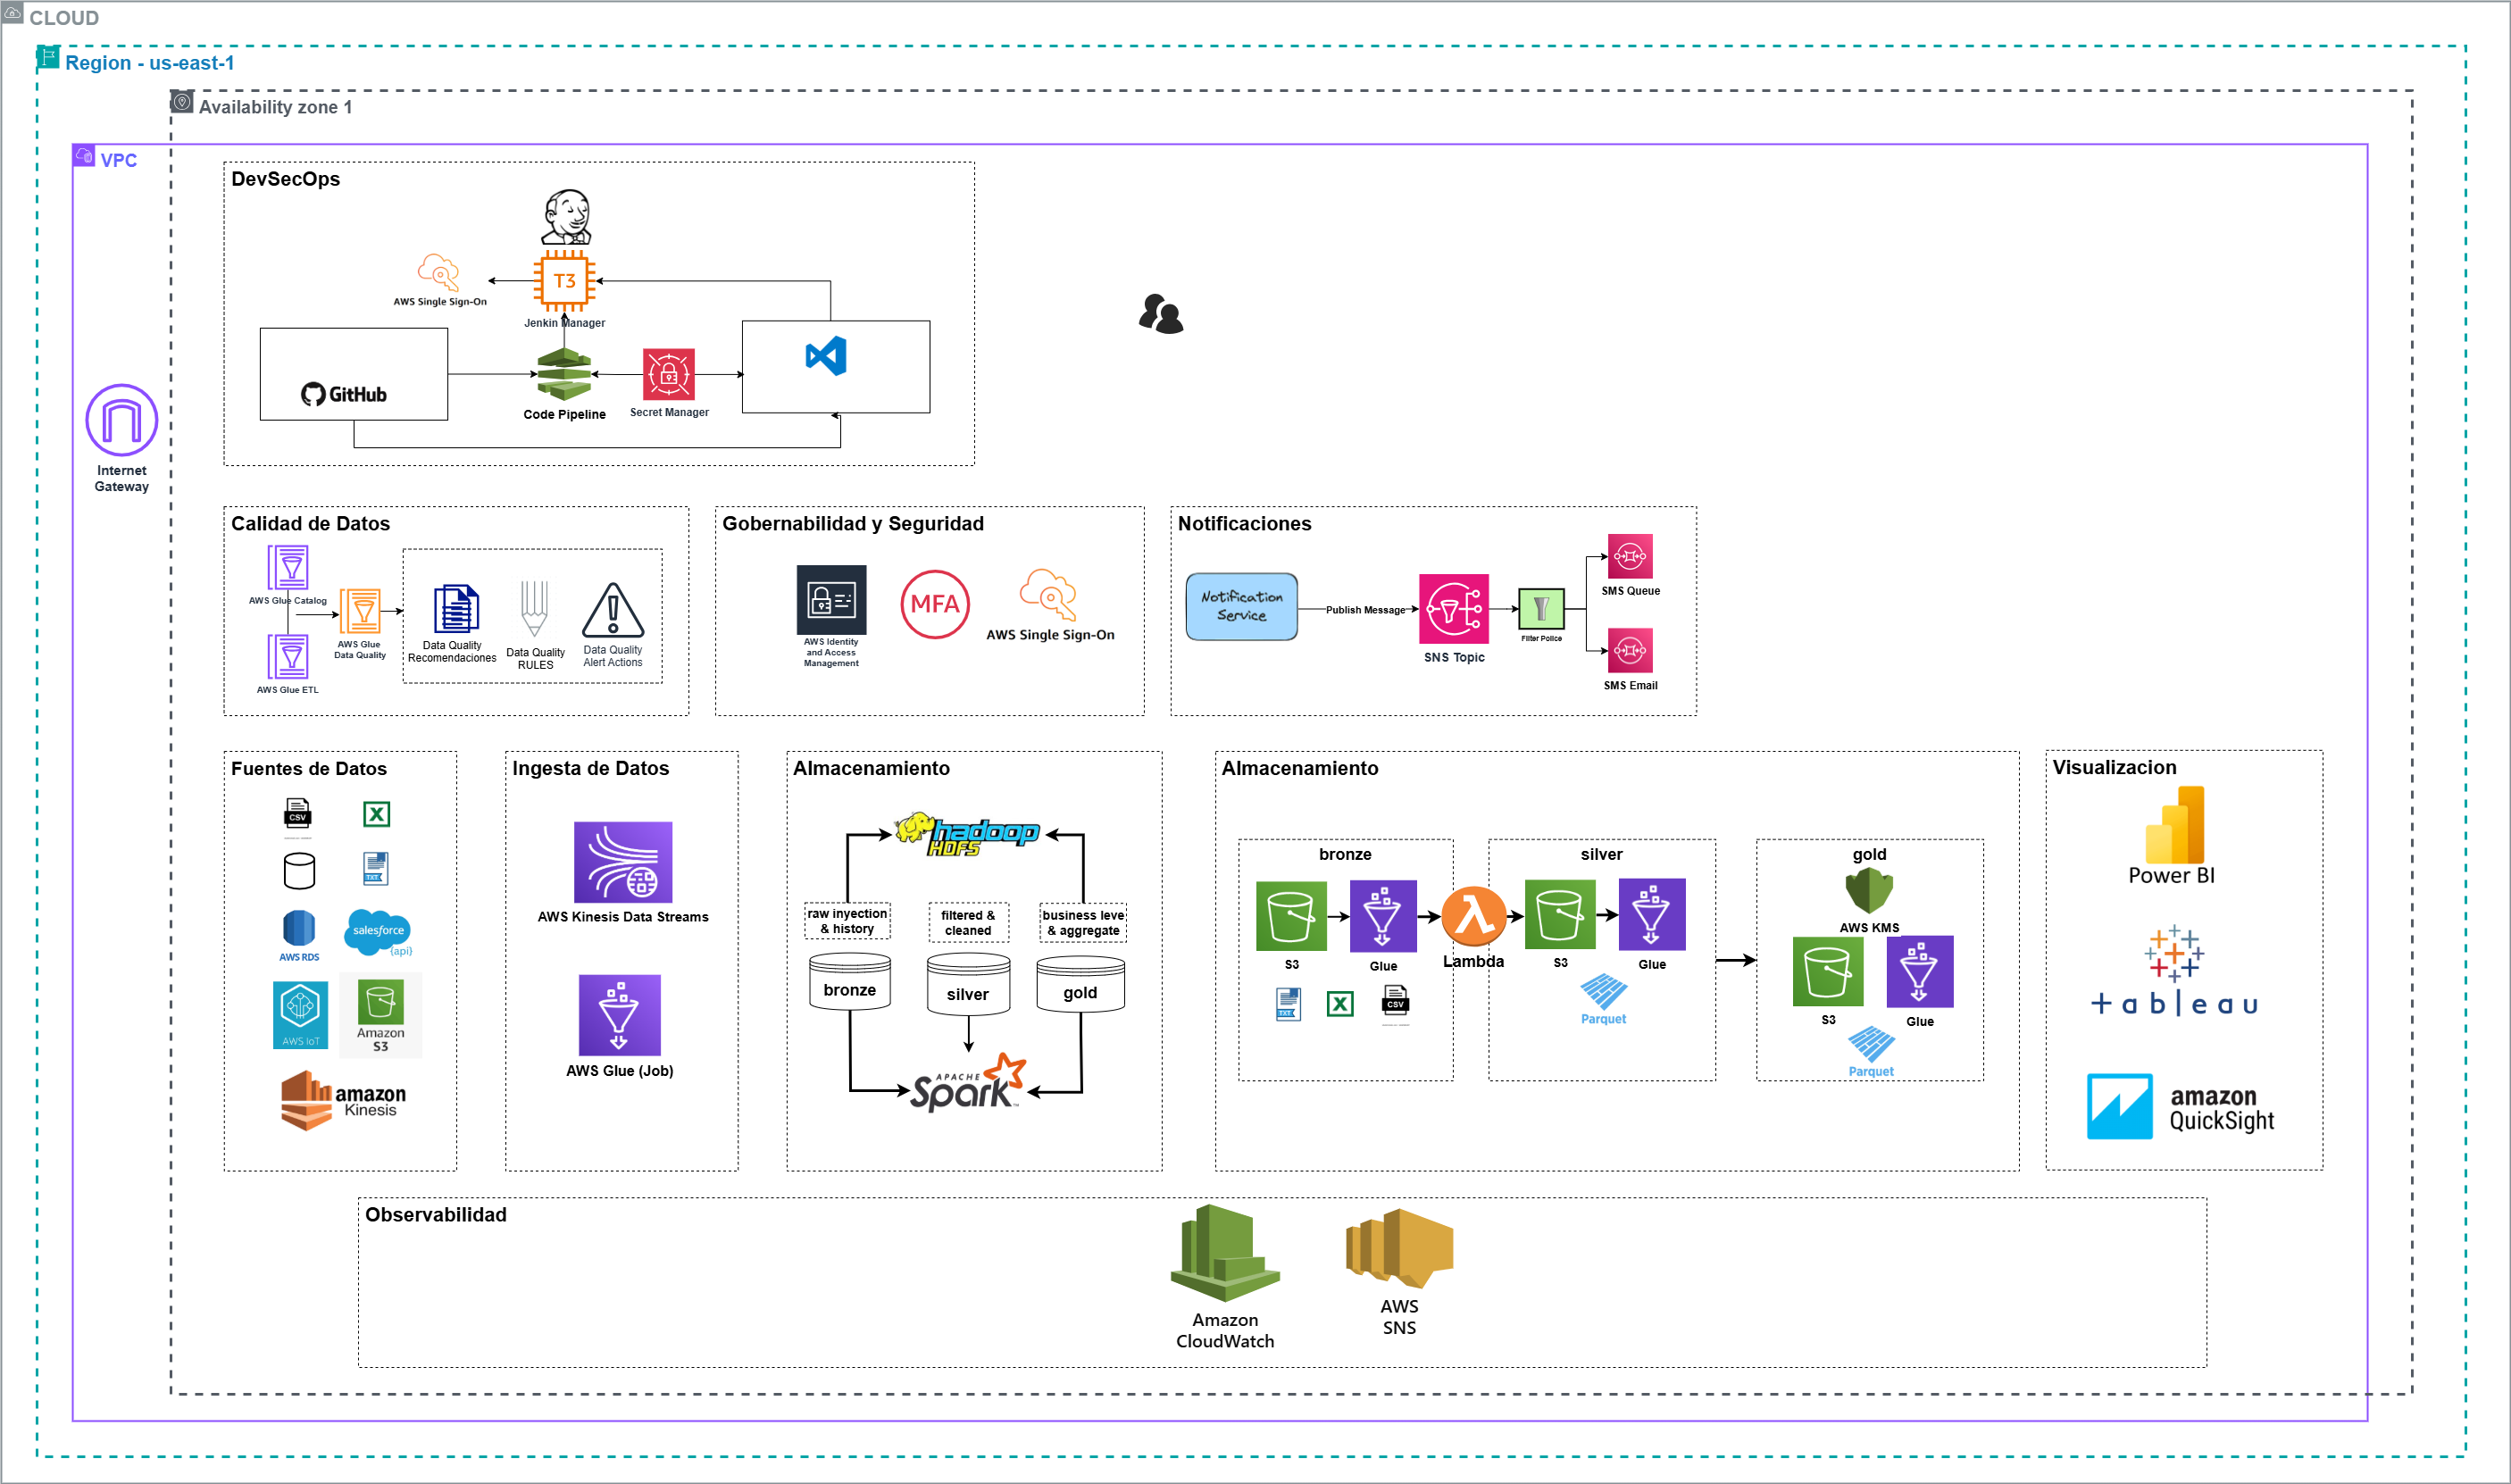 CLOUD
Region - us-east-1
Availability zone 1
VPC
Internet
Gateway
DevSecOps
T3
AWS Single Sign-On
Jenkin Manager
GitHub
Code Pipeline
Secret Manager
Calidad de Datos
AWS Glue Catalog
AWS Glue
Data Quality
AWS Glue ETL
Data Quality
Recomendaciones
Data Quality
RULES
Data Quality
Alert Actions
Gobernabilidad y Seguridad
AWS Identity
and Access
Management
MFA
AWS Single Sign-On
Notificaciones
Notification
Service
Publish Message
SNS Topic
Filter Police
SMS Queue
SMS Email
Fuentes de Datos
CSV
X
TXT
AWS RDS
salesforce
{api}
AWS IoT
Amazon
S3
amazon
Kinesis
Ingesta de Datos
AWS Kinesis Data Streams
AWS Glue (Job)
Almacenamiento
hadoop
HDFS
raw inyection
& history
filtered &
cleaned
business leve
& aggregate
bronze
silver
gold
APACHE
Spark
Almacenamiento
bronze
S3
Glue
TXT
X
CSV
Lambda
silver
S3
Glue
Parquet
gold
AWS KMS
S3
Glue
Parquet
Visualizacion
Power BI
+ableau
amazon
QuickSight
Observabilidad
Amazon
CloudWatch
AWS
SNS